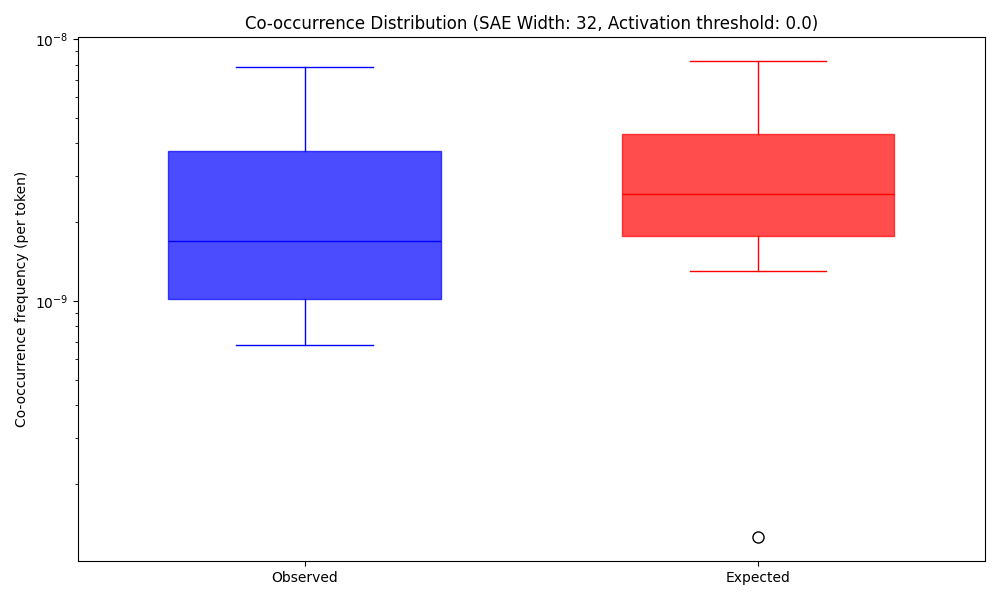 Co-occurrence Distribution (SAE Width: 32, Activation threshold: 0.0)
Co-occurrence frequency (per token)
10⁻⁸
10⁻⁹
Observed
Expected